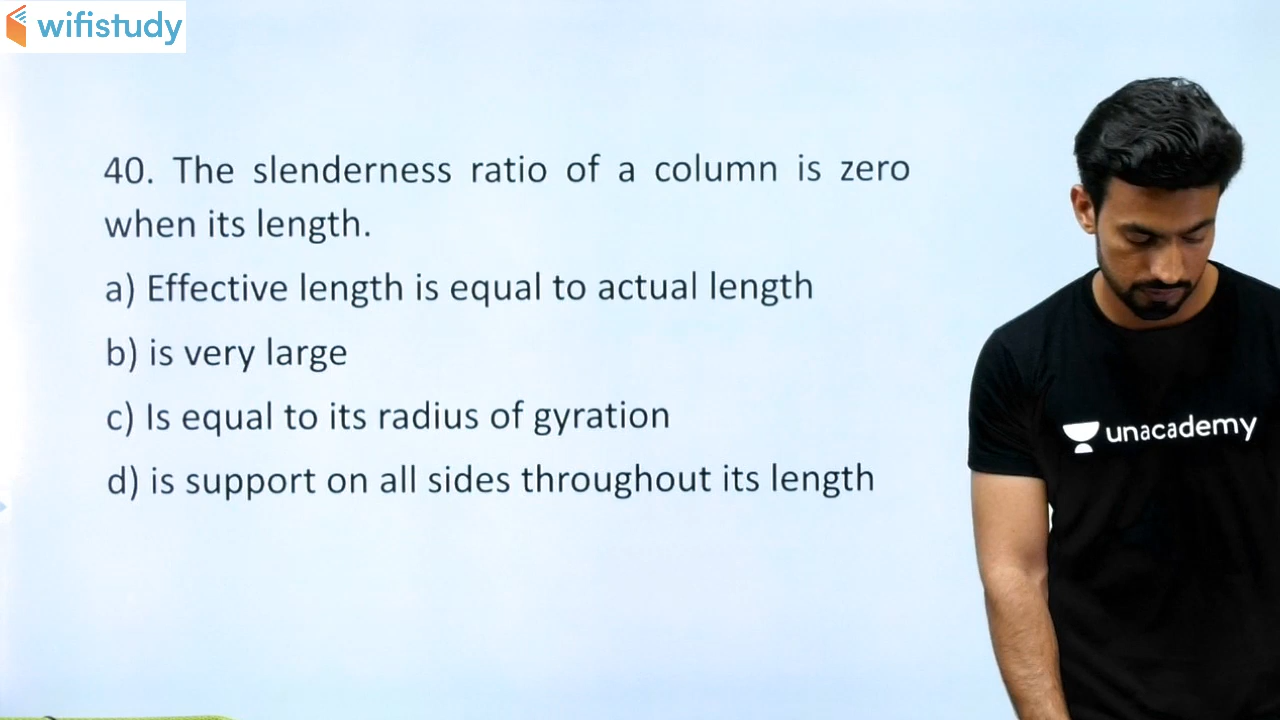 wifistudy
40. The slenderness ratio of a column is zero
when its length.
a) Effective length is equal to actual length
b) is very large
c) Is equal to its radius of gyration
d) is support on all sides throughout its length
unacademy